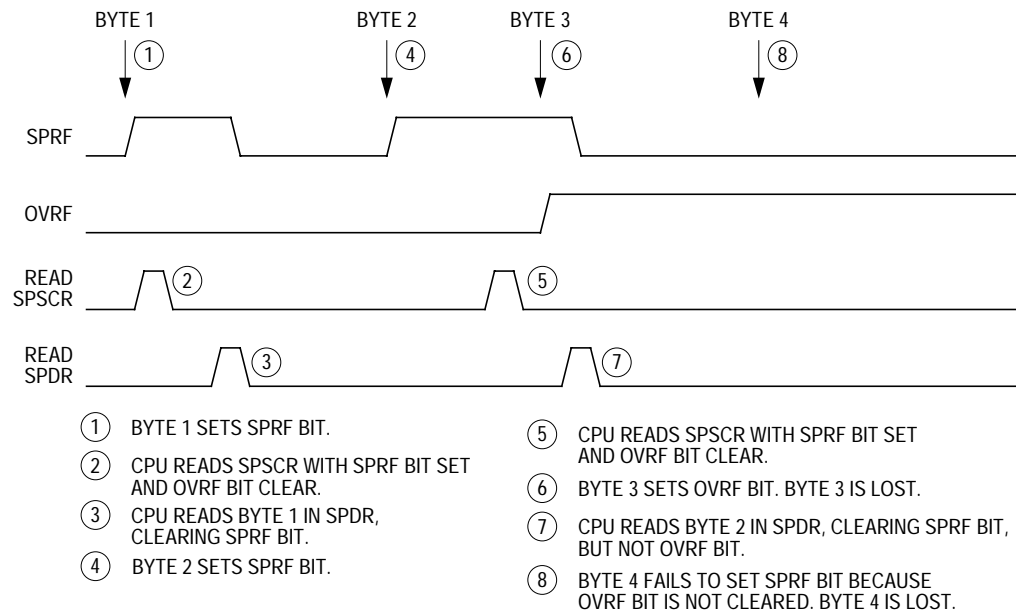 BYTE 1 BYTE 2 BYTE 3 BYTE 4
1 4 6 8
SPRF
OVRF
READ
SPSCR
2 5
READ
SPDR
3 7
1 BYTE 1 SETS SPRF BIT.
2 CPU READS SPSCR WITH SPRF BIT SET
AND OVRF BIT CLEAR.
3 CPU READS BYTE 1 IN SPDR,
CLEARING SPRF BIT.
4 BYTE 2 SETS SPRF BIT.
5 CPU READS SPSCR WITH SPRF BIT SET
AND OVRF BIT CLEAR.
6 BYTE 3 SETS OVRF BIT. BYTE 3 IS LOST.
7 CPU READS BYTE 2 IN SPDR, CLEARING SPRF BIT,
BUT NOT OVRF BIT.
8 BYTE 4 FAILS TO SET SPRF BIT BECAUSE
OVRF BIT IS NOT CLEARED. BYTE 4 IS LOST.